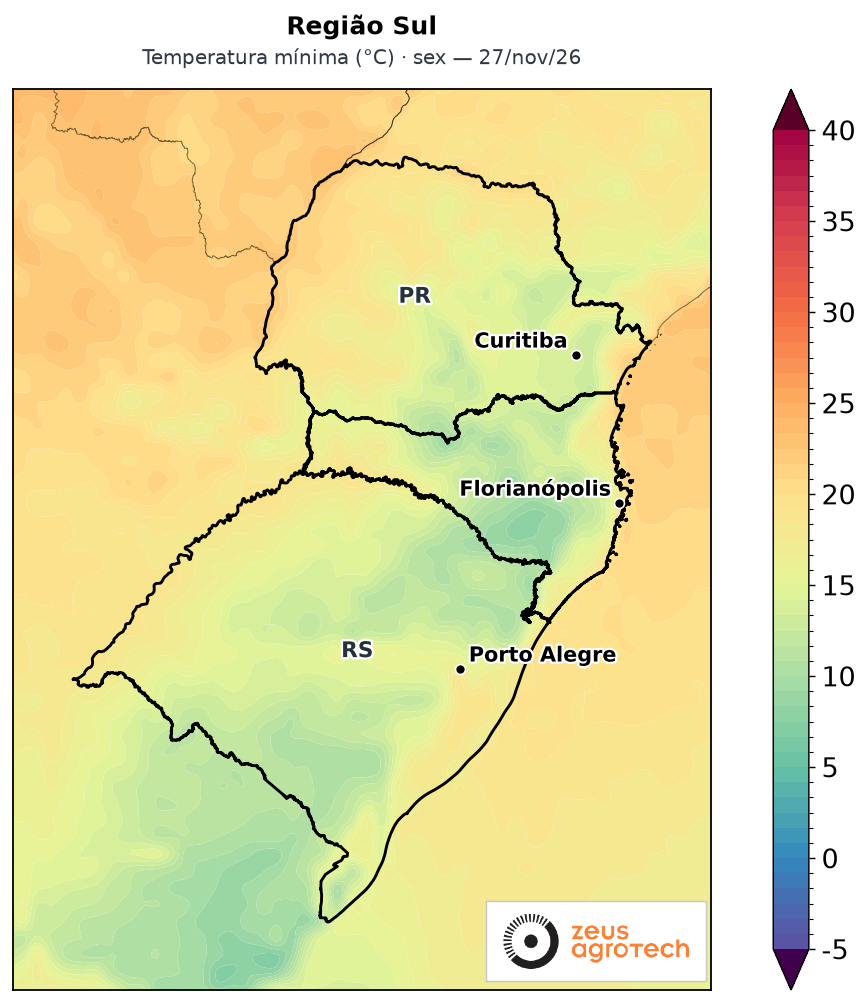 Região Sul
Temperatura mínima (°C) · sex — 27/nov/26
40
35
30
25
20
15
10
5
0
-5
PR
Curitiba
Florianópolis
RS
Porto Alegre
zeus
agrotech